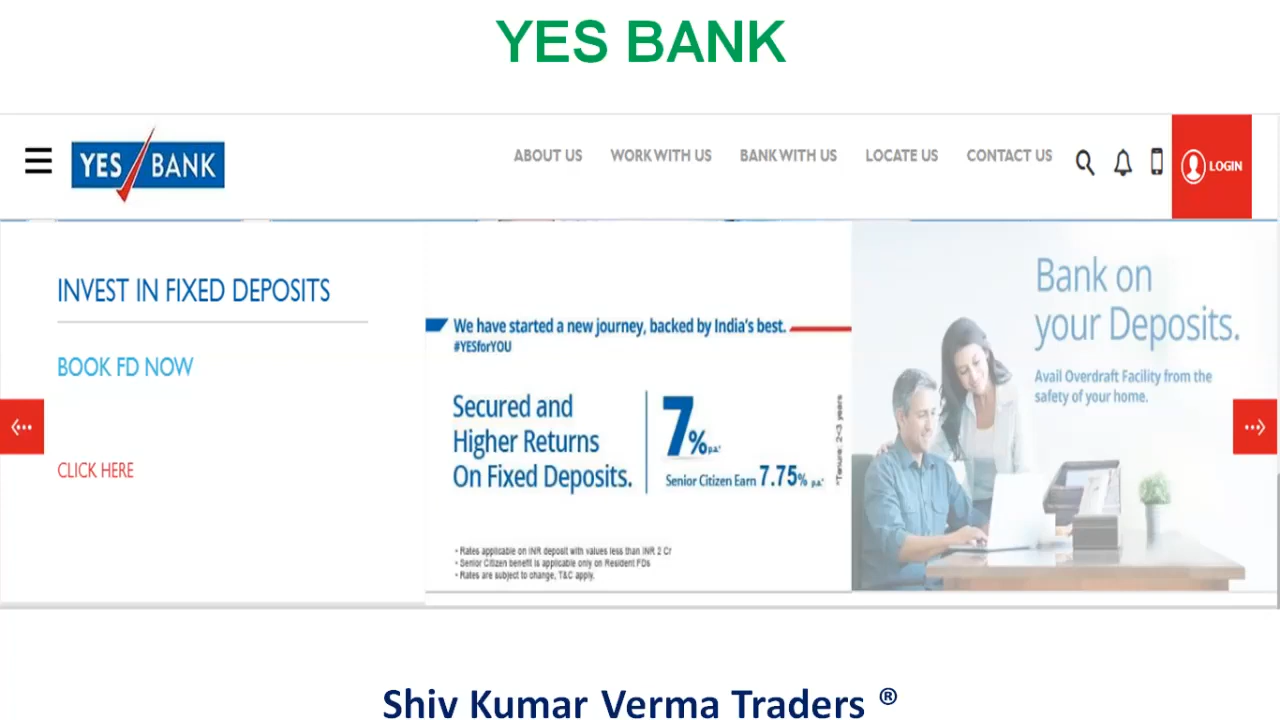 YES BANK
YES BANK
ABOUT US
WORK WITH US
BANK WITH US
LOCATE US
CONTACT US
LOGIN
INVEST IN FIXED DEPOSITS
BOOK FD NOW
CLICK HERE
We have started a new journey, backed by India's best.
#YESforYOU
Secured and
Higher Returns
On Fixed Deposits.
7% p.a.*
Senior Citizen Earn 7.75% p.a.*
*Tenure: 2<3 years
• Rates applicable on INR deposit with values less than INR 2 Cr
• Senior Citizen benefit is applicable only on Resident FDs
• Rates are subject to change, T&C apply.
Bank on
your Deposits.
Avail Overdraft Facility from the
safety of your home.
Shiv Kumar Verma Traders ®